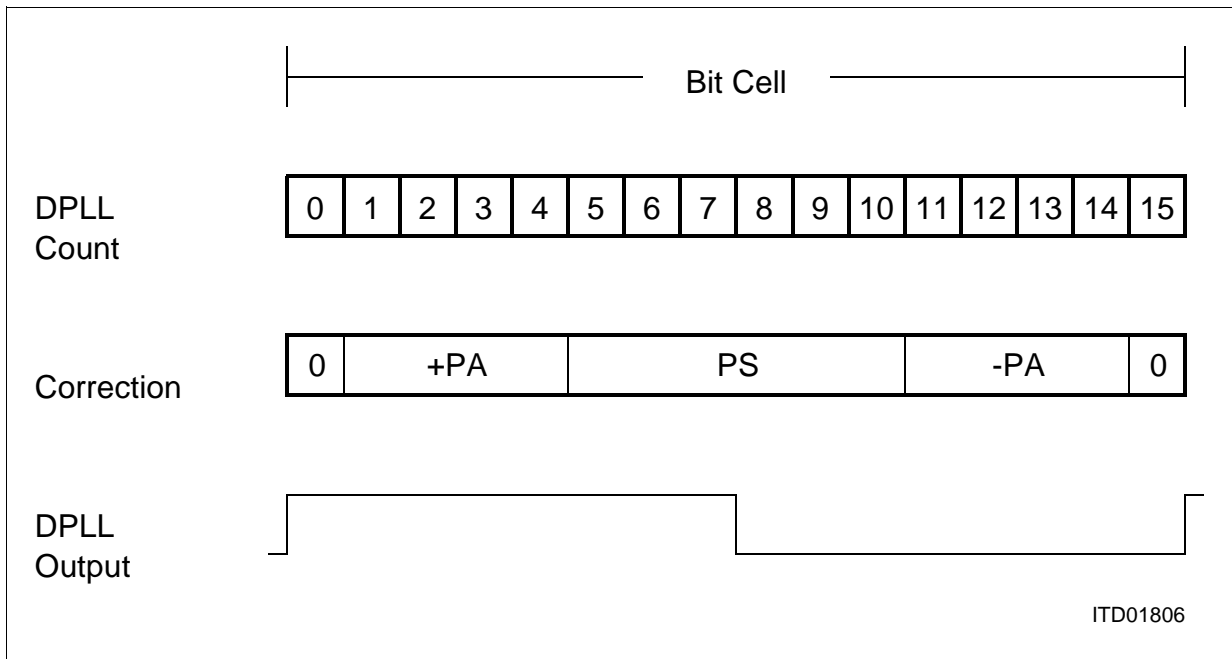 Bit Cell
DPLL
Count
0 1 2 3 4 5 6 7 8 9 10 11 12 13 14 15
Correction
0 +PA PS -PA 0
DPLL
Output
ITD01806